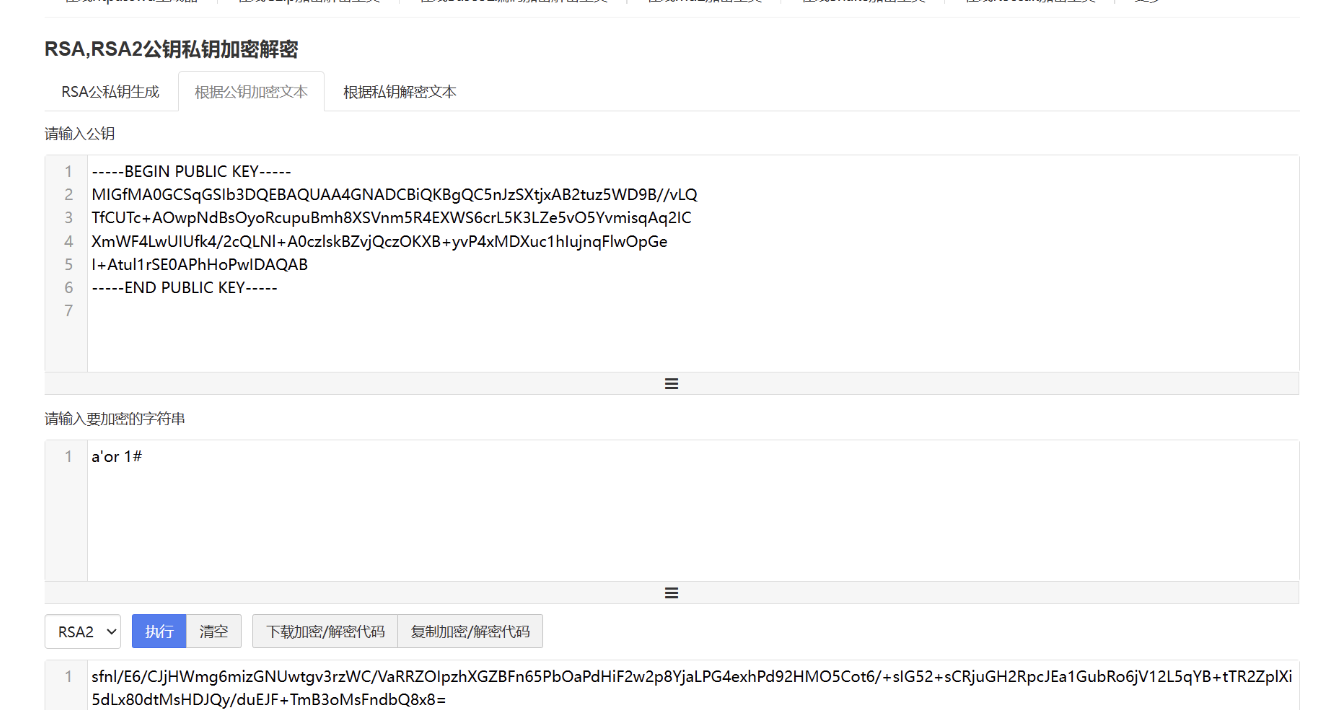 RSA,RSA2公钥私钥加密解密
RSA公私钥生成
根据公钥加密文本
根据私钥解密文本
请输入公钥
1 -----BEGIN PUBLIC KEY-----
2 MIGfMA0GCSqGSIb3DQEBAQUAA4GNADCBiQKBgQC5nJzSXtjxAB2tuz5WD9B//vLQ
3 TfCUTc+AOwpNdBsOyoRcupuBmh8XSVnm5R4EXWS6crL5K3LZe5vO5YvmisqAq2IC
4 XmWF4LwUIUfk4/2cQLNl+A0czlskBZvjQczOKXB+yvP4xMDXuc1hIujnqFlwOpGe
5 I+Atul1rSE0APhHoPwIDAQAB
6 -----END PUBLIC KEY-----
7
请输入要加密的字符串
1 a'or 1#
RSA2
执行
清空
下载加密/解密代码
复制加密/解密代码
1 sfnl/E6/CJjHWmg6mizGNUwtgv3rzWC/VaRRZOIpzhXGZBFn65PbOaPdHiF2w2p8YjaLPG4exhPd92HMO5Cot6/+sIG52+sCRjuGH2RpcJEa1GubRo6jV12L5qYB+tTR2ZplXi
5dLx80dtMsHDJQy/duEJF+TmB3oMsFndbQ8x8=